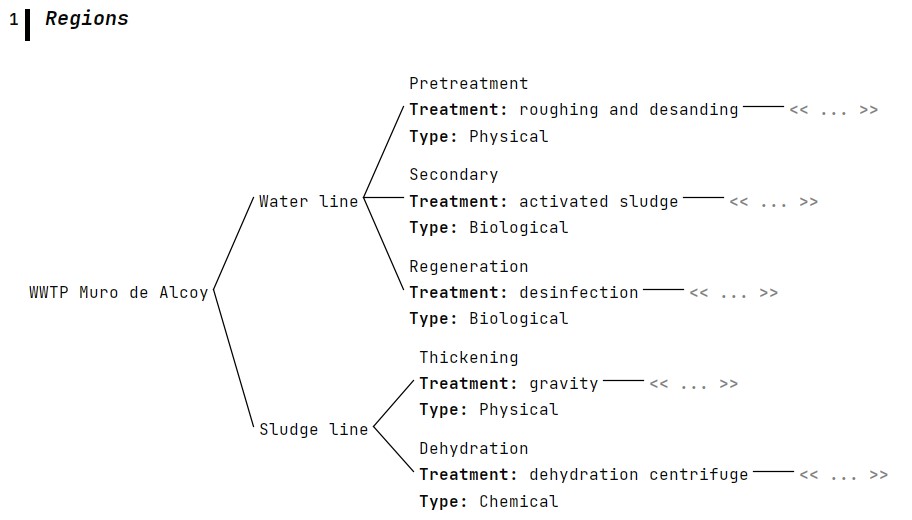 1 Regions
Pretreatment
Treatment: roughing and desanding << ... >>
Type: Physical
Secondary
Water line Treatment: activated sludge << ... >>
Type: Biological
Regeneration
WWTP Muro de Alcoy Treatment: desinfection << ... >>
Type: Biological
Thickening
Treatment: gravity << ... >>
Type: Physical
Sludge line
Dehydration
Treatment: dehydration centrifuge << ... >>
Type: Chemical